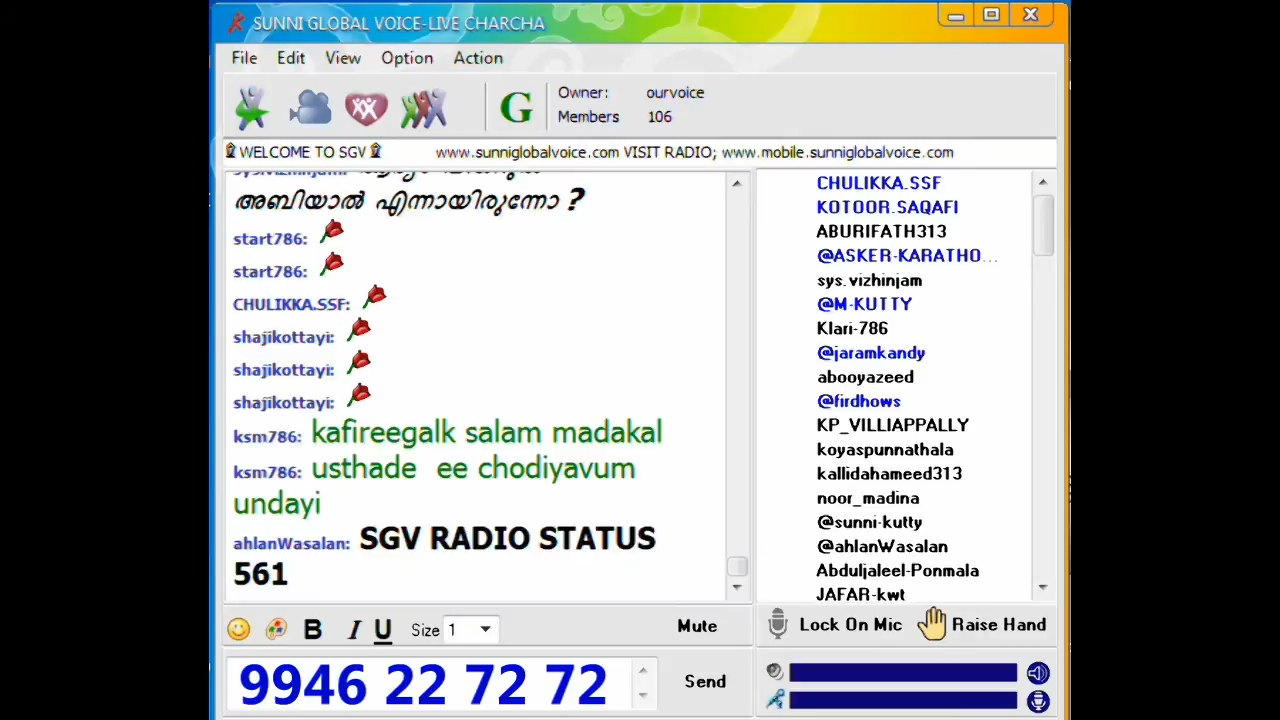 SUNNI GLOBAL VOICE-LIVE CHARCHA
File Edit View Option Action
G
Owner: ourvoice
Members 106
WELCOME TO SGV www.sunniglobalvoice.com VISIT RADIO; www.mobile.sunniglobalvoice.com
sys.vizhinjam:
അബിയാൽ എന്നായിരുന്നോ ?
start786:
start786:
CHULIKKA.SSF:
shajikottayi:
shajikottayi:
shajikottayi:
ksm786: kafireegalk salam madakal
ksm786: usthade ee chodiyavum
undayi
ahlanWasalan: SGV RADIO STATUS
561
CHULIKKA.SSF
KOTOOR.SAQAFI
ABURIFATH313
@ASKER-KARATHO...
sys.vizhinjam
@M-KUTTY
Klari-786
@jaramkandy
abooyazeed
@firdhows
KP_VILLIAPPALLY
koyaspunnathala
kallidahameed313
noor_madina
@sunni-kutty
@ahlanWasalan
Abduljaleel-Ponmala
JAFAR-kwt
B I U Size 1 Mute
Lock On Mic Raise Hand
9946 22 72 72 Send